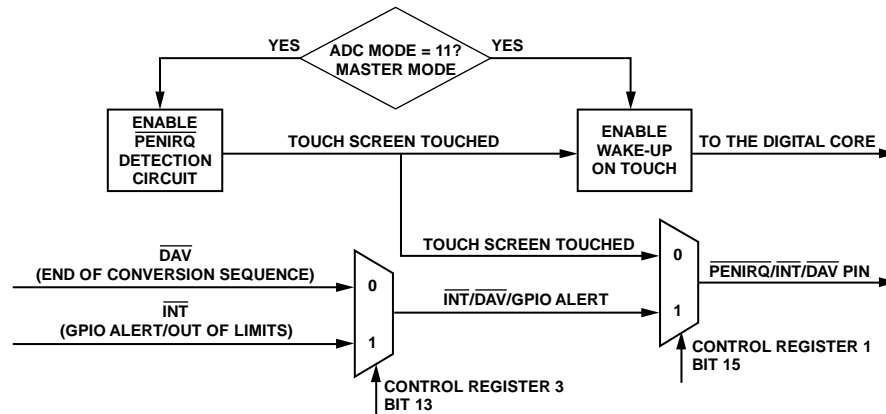 YES
ADC MODE = 11?
MASTER MODE
YES
ENABLE
PENIRQ
DETECTION
CIRCUIT
TOUCH SCREEN TOUCHED
ENABLE
WAKE-UP
ON TOUCH
TO THE DIGITAL CORE
DAV
(END OF CONVERSION SEQUENCE)
INT
(GPIO ALERT/OUT OF LIMITS)
0
1
CONTROL REGISTER 3
BIT 13
TOUCH SCREEN TOUCHED
INT/DAV/GPIO ALERT
0
1
PENIRQ/INT/DAV PIN
CONTROL REGISTER 1
BIT 15